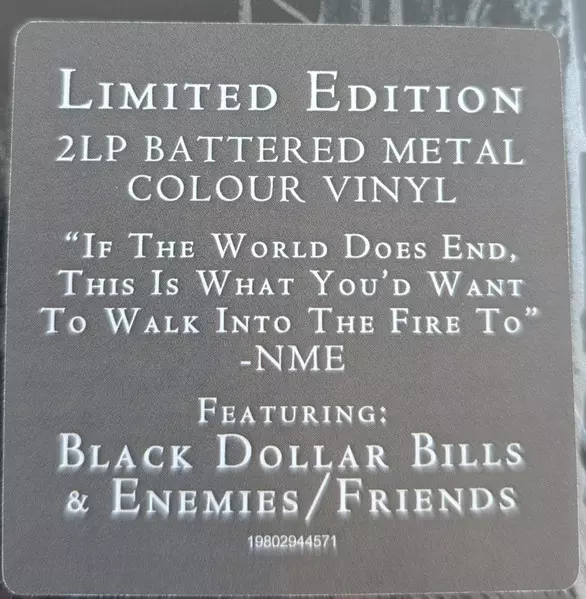 LIMITED EDITION
2LP BATTERED METAL
COLOUR VINYL
“IF THE WORLD DOES END,
THIS IS WHAT YOU’D WANT
TO WALK INTO THE FIRE TO”
-NME
FEATURING:
BLACK DOLLAR BILLS
& ENEMIES/FRIENDS
19802944571